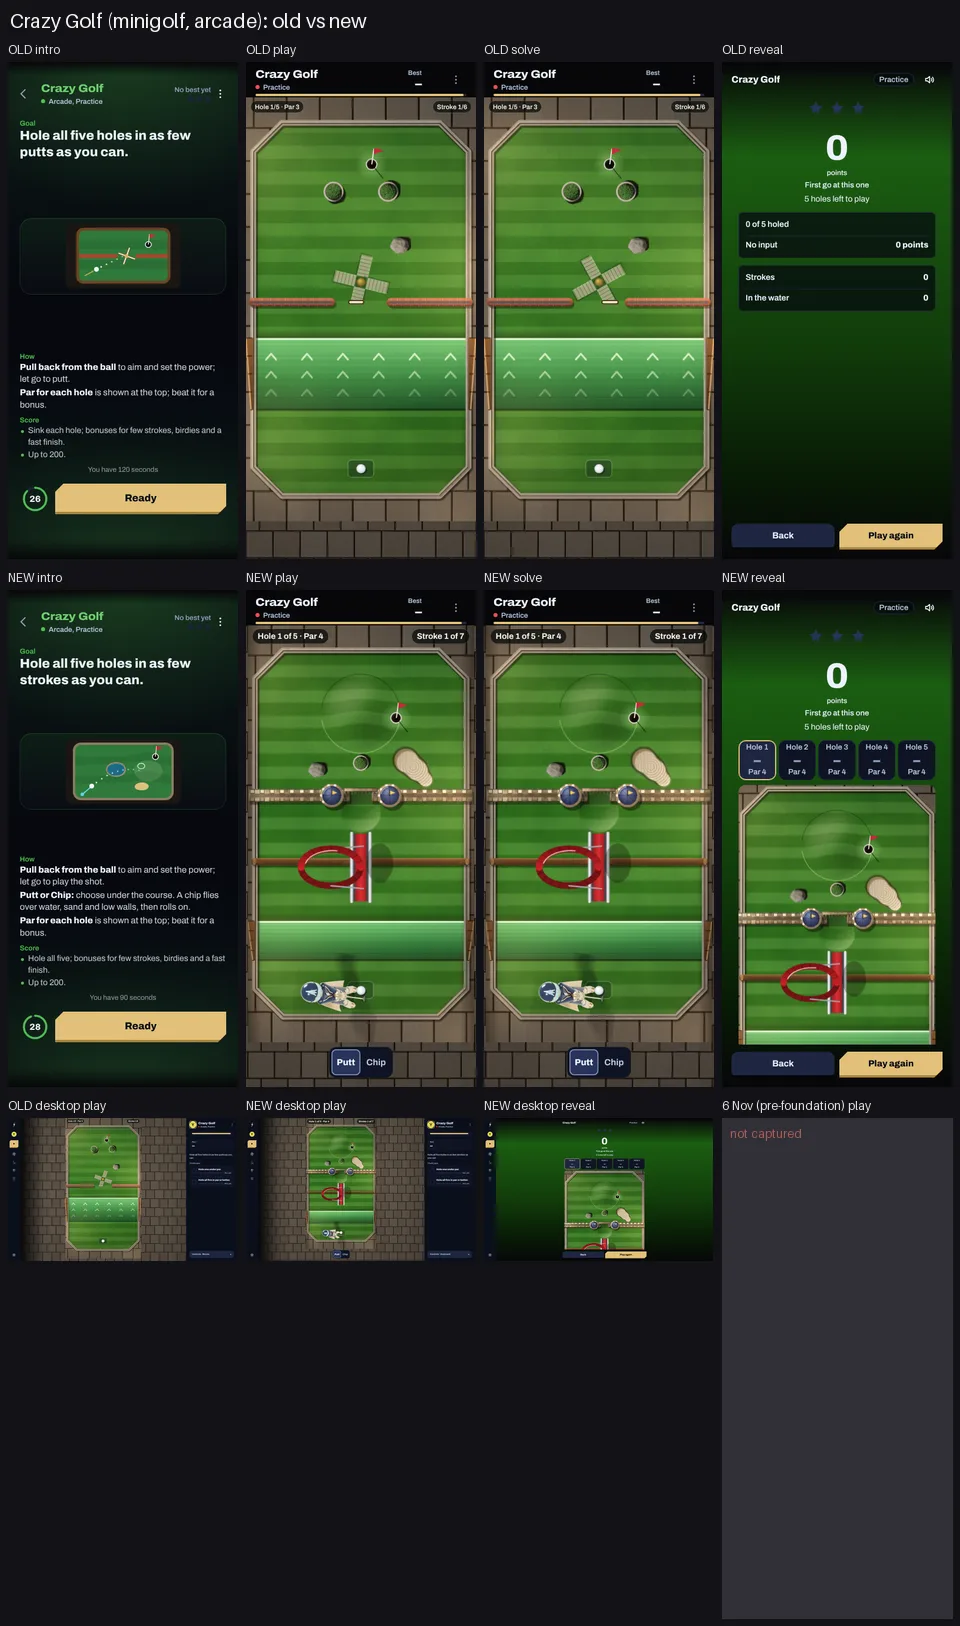 Crazy Golf (minigolf, arcade): old vs new
OLD intro
OLD play
OLD solve
OLD reveal
Crazy Golf
Arcade, Practice
No best yet
Goal
Hole all five holes in as few
putts as you can.
How
Pull back from the ball to aim and set the power;
let go to putt.
Par for each hole is shown at the top; beat it for a
bonus.
Score
Sink each hole; bonuses for few strokes, birdies and a
fast finish.
Up to 200.
You have 120 seconds
26
Ready
Crazy Golf
Practice
Best
Hole 1/5 · Par 3
Stroke 1/6
Crazy Golf
Practice
Best
Hole 1/5 · Par 3
Stroke 1/6
Crazy Golf
Practice
0
points
First go at this one
5 holes left to play
0 of 5 holed
No input
0 points
Strokes
0
In the water
0
Back
Play again
NEW intro
NEW play
NEW solve
NEW reveal
Crazy Golf
Arcade, Practice
No best yet
Goal
Hole all five holes in as few
strokes as you can.
How
Pull back from the ball to aim and set the power;
let go to play the shot.
Putt or Chip: choose under the course. A chip flies
over water, sand and low walls, then rolls on.
Par for each hole is shown at the top; beat it for a
bonus.
Score
Hole all five; bonuses for few strokes, birdies and a fast
finish.
Up to 200.
You have 90 seconds
28
Ready
Crazy Golf
Practice
Best
Hole 1 of 5 · Par 4
Stroke 1 of 7
Putt
Chip
Crazy Golf
Practice
Best
Hole 1 of 5 · Par 4
Stroke 1 of 7
Putt
Chip
Crazy Golf
Practice
0
points
First go at this one
5 holes left to play
Hole 1
Hole 2
Hole 3
Hole 4
Hole 5
Par 4
Par 4
Par 4
Par 4
Par 4
Back
Play again
OLD desktop play
NEW desktop play
NEW desktop reveal
6 Nov (pre-foundation) play
not captured